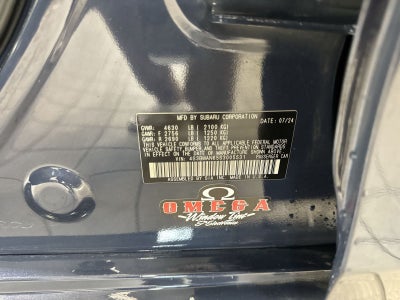 MFD BY SUBARU CORPORATION DATE: 07/24
GVWR: 4630 LB [ 2100 KG]
GAWR: F 2756 LB [ 1250 KG]
GAWR: R 2690 LB [ 1220 KG]
THIS VEHICLE CONFORMS TO ALL APPLICABLE FEDERAL MOTOR
VEHICLE SAFETY, BUMPER AND THEFT PREVENTION STANDARDS
IN EFFECT ON THE DATE OF MANUFACTURE SHOWN ABOVE.
V.I.N.
PASSENGER CAR
OMEGA
Window Tint